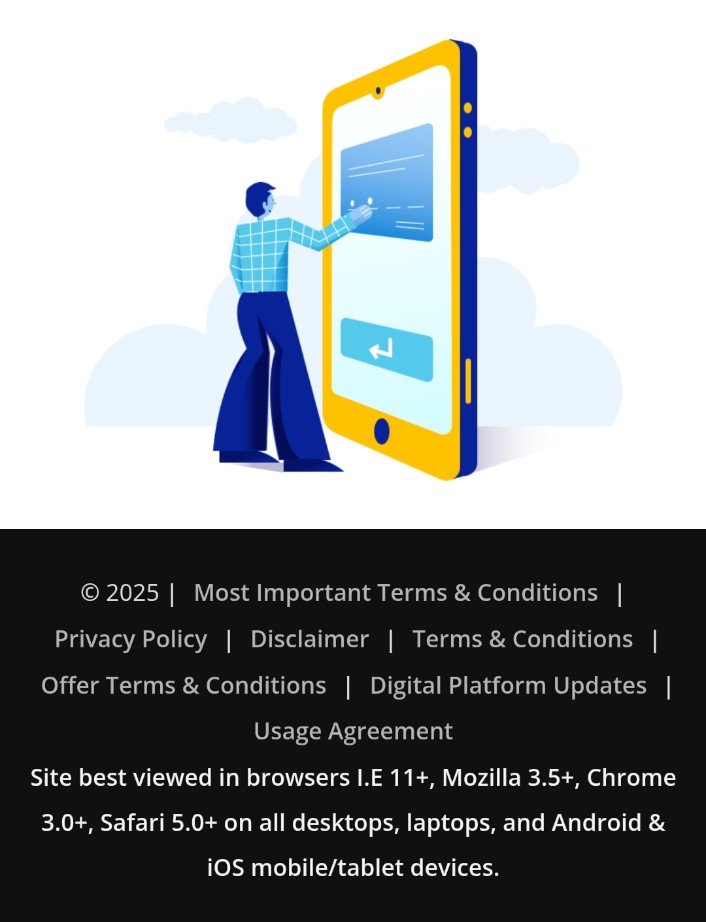 © 2025 | Most Important Terms & Conditions |
Privacy Policy | Disclaimer | Terms & Conditions |
Offer Terms & Conditions | Digital Platform Updates |
Usage Agreement
Site best viewed in browsers I.E 11+, Mozilla 3.5+, Chrome
3.0+, Safari 5.0+ on all desktops, laptops, and Android &
iOS mobile/tablet devices.